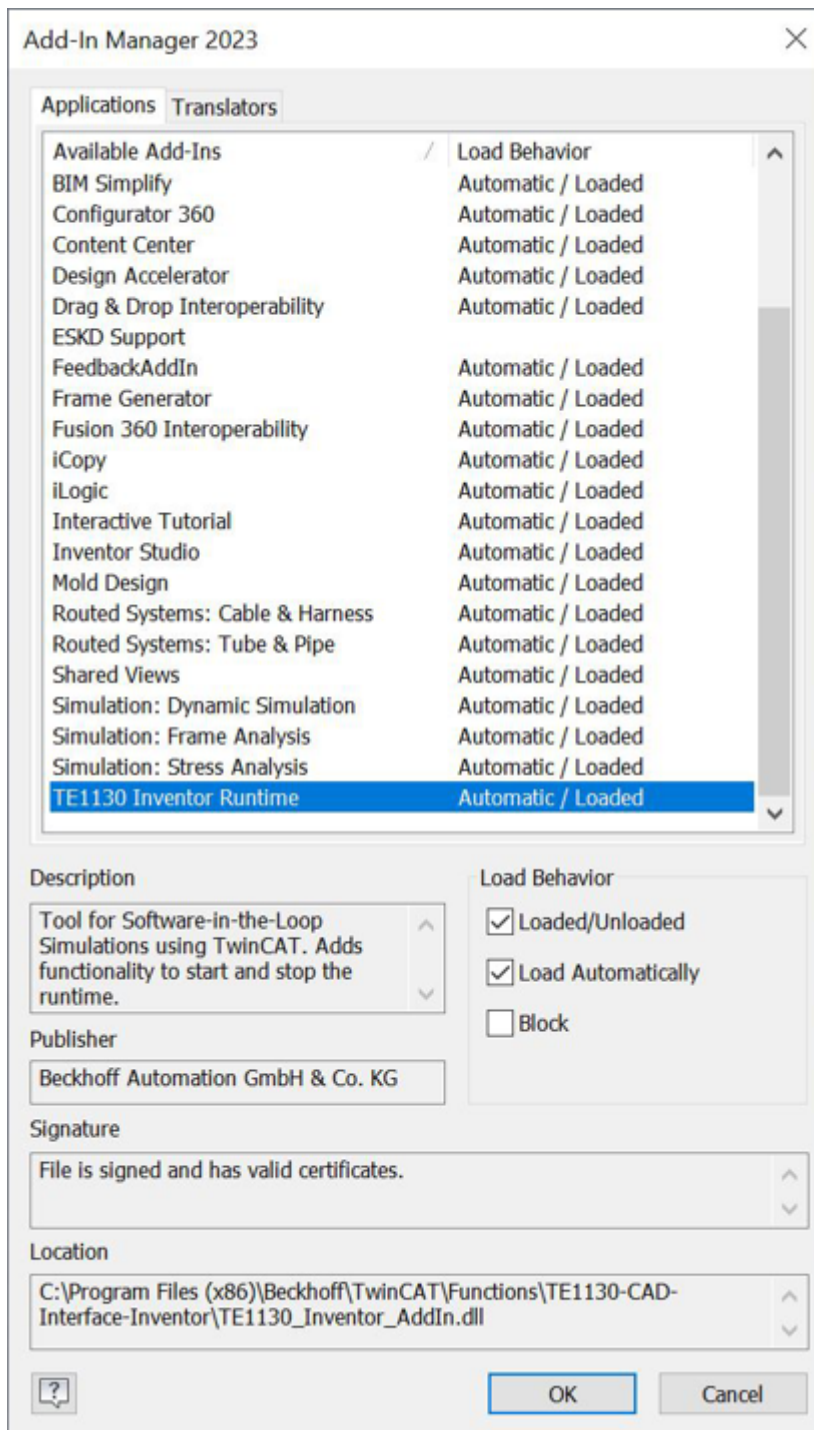 Add-In Manager 2023
Applications Translators
Available Add-Ins / Load Behavior
BIM Simplify Automatic / Loaded
Configurator 360 Automatic / Loaded
Content Center Automatic / Loaded
Design Accelerator Automatic / Loaded
Drag & Drop Interoperability Automatic / Loaded
ESKD Support
FeedbackAddIn Automatic / Loaded
Frame Generator Automatic / Loaded
Fusion 360 Interoperability Automatic / Loaded
iCopy Automatic / Loaded
iLogic Automatic / Loaded
Interactive Tutorial Automatic / Loaded
Inventor Studio Automatic / Loaded
Mold Design Automatic / Loaded
Routed Systems: Cable & Harness Automatic / Loaded
Routed Systems: Tube & Pipe Automatic / Loaded
Shared Views Automatic / Loaded
Simulation: Dynamic Simulation Automatic / Loaded
Simulation: Frame Analysis Automatic / Loaded
Simulation: Stress Analysis Automatic / Loaded
TE1130 Inventor Runtime Automatic / Loaded
Description
Tool for Software-in-the-Loop
Simulations using TwinCAT. Adds
functionality to start and stop the
runtime.
Load Behavior
Loaded/Unloaded
Load Automatically
Block
Publisher
Beckhoff Automation GmbH & Co. KG
Signature
File is signed and has valid certificates.
Location
C:\Program Files (x86)\Beckhoff\TwinCAT\Functions\TE1130-CAD-
Interface-Inventor\TE1130_Inventor_AddIn.dll
?
OK Cancel